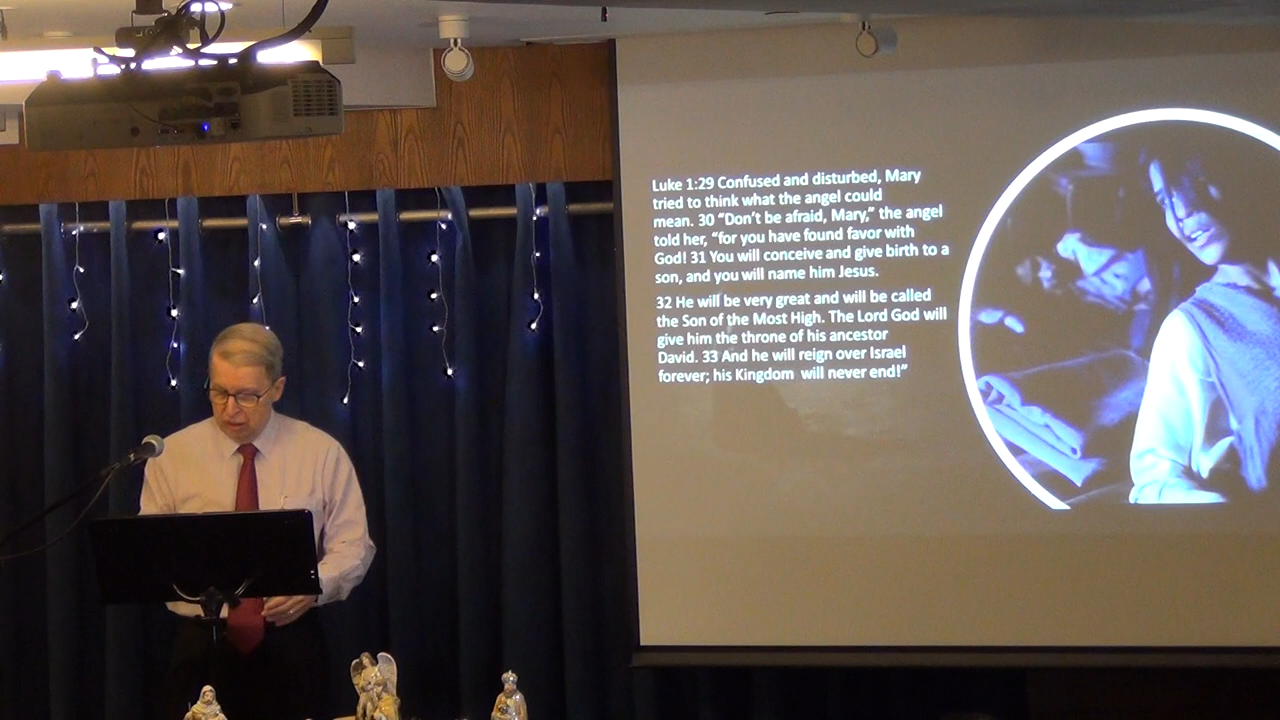 Luke 1:29 Confused and disturbed, Mary
tried to think what the angel could
mean. 30 “Don’t be afraid, Mary,” the angel
told her, “for you have found favor with
God! 31 You will conceive and give birth to a
son, and you will name him Jesus.
32 He will be very great and will be called
the Son of the Most High. The Lord God will
give him the throne of his ancestor
David. 33 And he will reign over Israel
forever; his Kingdom will never end!”